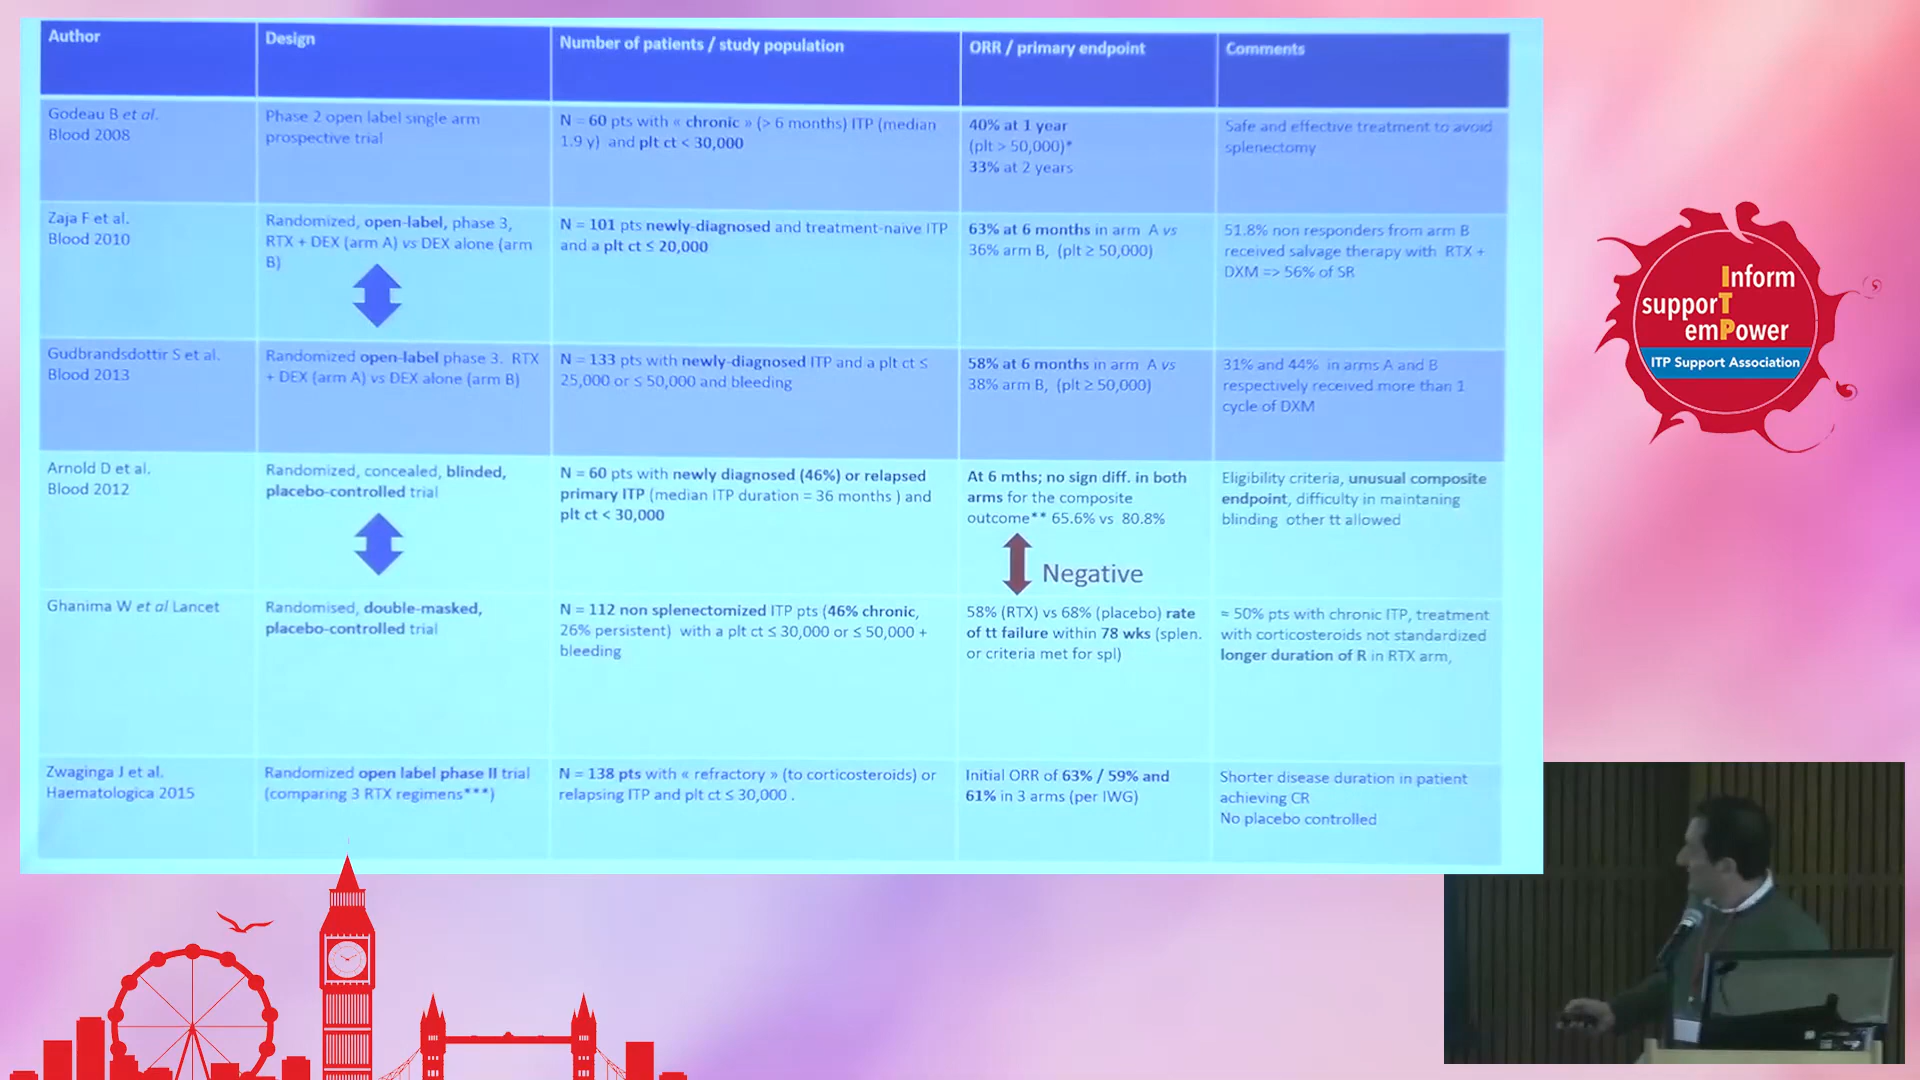 Author
Design
Number of patients / study population
ORR / primary endpoint
Comments
Godeau B et al.
Blood 2008
Phase 2 open label single arm
prospective trial
N = 60 pts with « chronic » (> 6 months) ITP (median
1.9 y) and plt ct < 30,000
40% at 1 year
(plt > 50,000)*
33% at 2 years
Safe and effective treatment to avoid
splenectomy
Zaja F et al.
Blood 2010
Randomized, open-label, phase 3,
RTX + DEX (arm A) vs DEX alone (arm
B)
N = 101 pts newly-diagnosed and treatment-naive ITP
and a plt ct ≤ 20,000
63% at 6 months in arm A vs
36% arm B, (plt ≥ 50,000)
51.8% non responders from arm B
received salvage therapy with RTX +
DXM => 56% of SR
Gudbrandsdottir S et al.
Blood 2013
Randomized open-label phase 3. RTX
+ DEX (arm A) vs DEX alone (arm B)
N = 133 pts with newly-diagnosed ITP and a plt ct ≤
25,000 or ≤ 50,000 and bleeding
58% at 6 months in arm A vs
38% arm B, (plt ≥ 50,000)
31% and 44% in arms A and B
respectively received more than 1
cycle of DXM
Arnold D et al.
Blood 2012
Randomized, concealed, blinded,
placebo-controlled trial
N = 60 pts with newly diagnosed (46%) or relapsed
primary ITP (median ITP duration = 36 months ) and
plt ct < 30,000
At 6 mths; no sign diff. in both
arms for the composite
outcome** 65.6% vs 80.8%
Negative
Eligibility criteria, unusual composite
endpoint, difficulty in maintaning
blinding other tt allowed
Ghanima W et al Lancet
Randomised, double-masked,
placebo-controlled trial
N = 112 non splenectomized ITP pts (46% chronic,
26% persistent) with a plt ct ≤ 30,000 or ≤ 50,000 +
bleeding
58% (RTX) vs 68% (placebo) rate
of tt failure within 78 wks (splen.
or criteria met for spl)
≈ 50% pts with chronic ITP, treatment
with corticosteroids not standardized
longer duration of R in RTX arm,
Zwaginga J et al.
Haematologica 2015
Randomized open label phase II trial
(comparing 3 RTX regimens***)
N = 138 pts with « refractory » (to corticosteroids) or
relapsing ITP and plt ct ≤ 30,000 .
Initial ORR of 63% / 59% and
61% in 3 arms (per IWG)
Shorter disease duration in patient
achieving CR
No placebo controlled
Inform
supporT
emPower
ITP Support Association